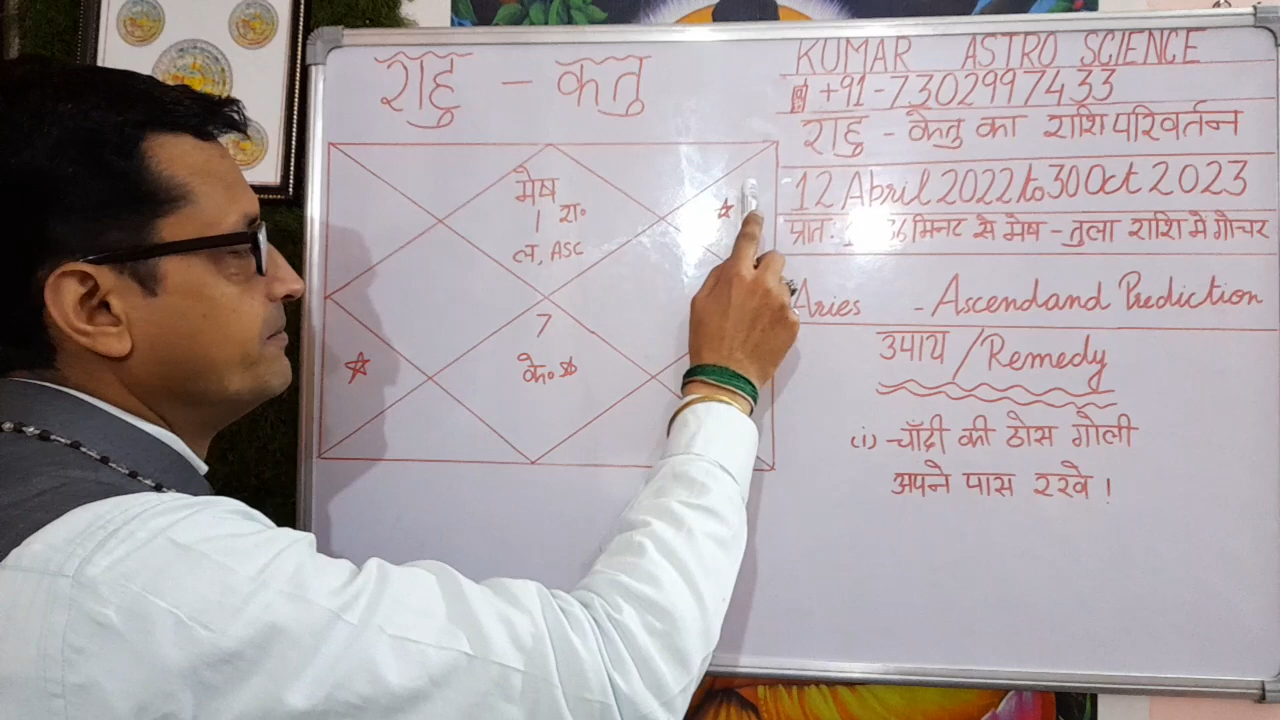 राहु - केतु
मेष
1 रा०
ल, ASC
7
के०
KUMAR ASTRO SCIENCE
+91-7302997433
राहु - केतु का राशि परिवर्तन
12 April 2022 to 30 Oct 2023
प्रातः मिनट से मेष - तुला राशि में गोचर
Aries - Ascendand Prediction
उपाय / Remedy
(i) चाँदी की ठोस गोली
अपने पास रखे !